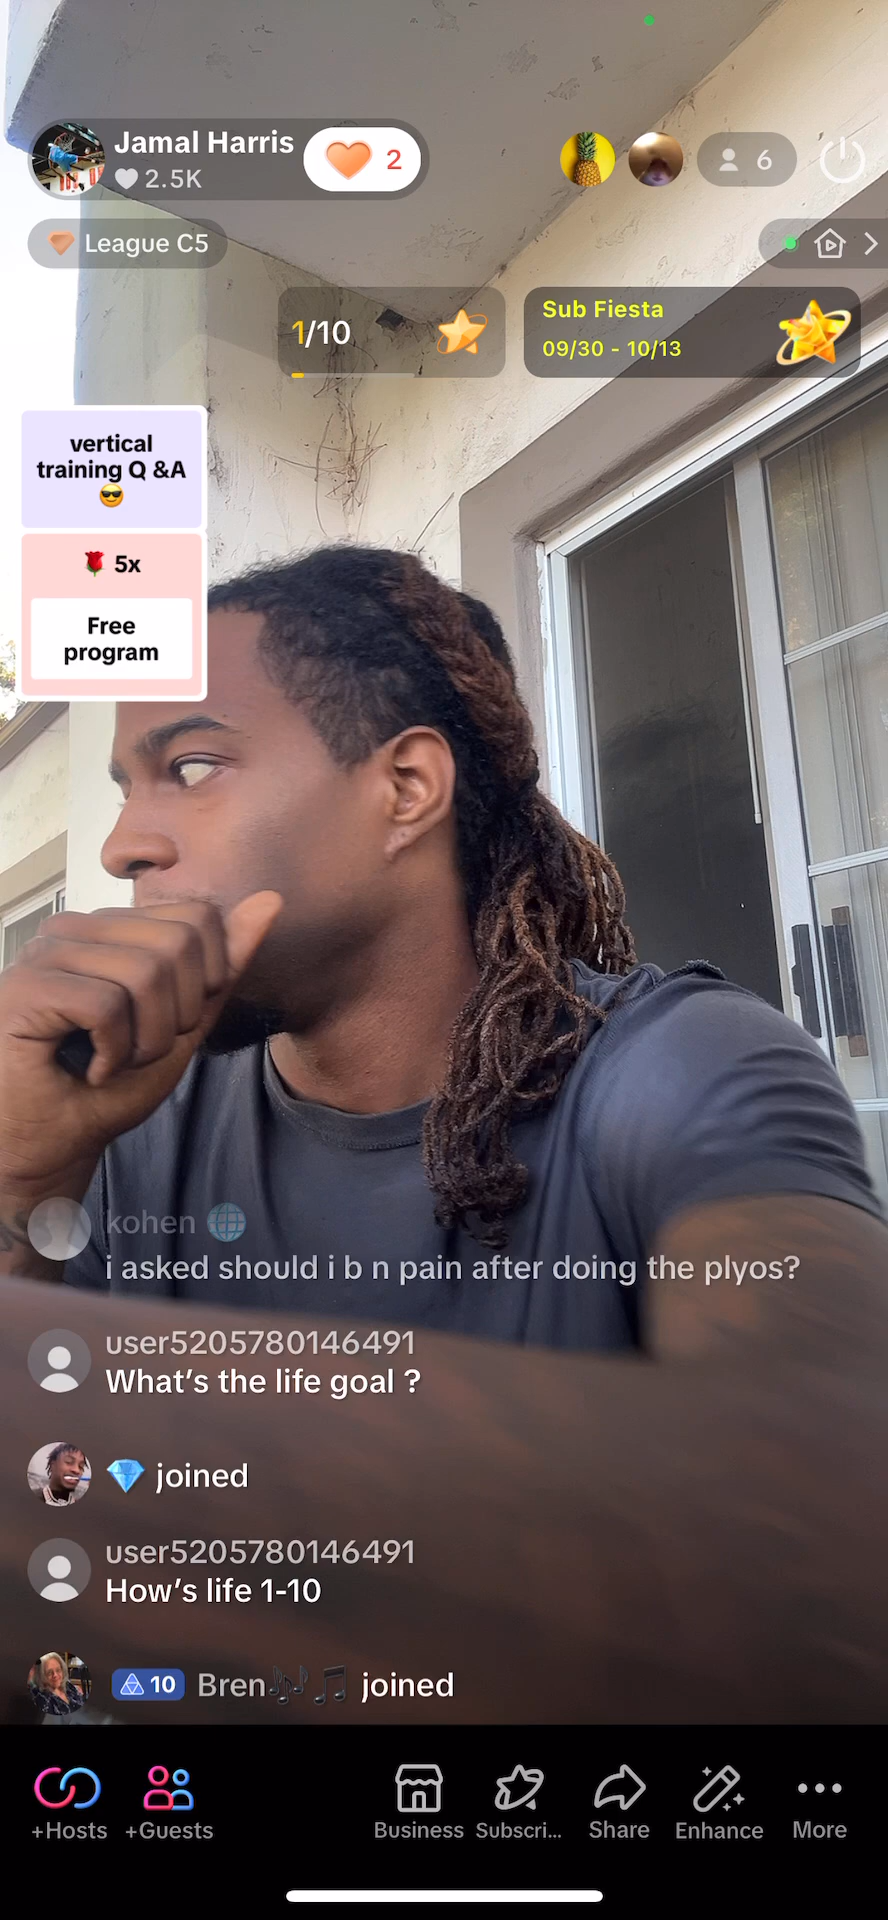 Jamal Harris
2.5K
2
6
League C5
1/10
Sub Fiesta
09/30 - 10/13
vertical
training Q &A
😎
🌹 5x
Free
program
kohen 🌐
i asked should i b n pain after doing the plyos?
user5205780146491
What's the life goal ?
💎 joined
user5205780146491
How's life 1-10
10 Bren🎶🎵 joined
+Hosts +Guests Business Subscri... Share Enhance More